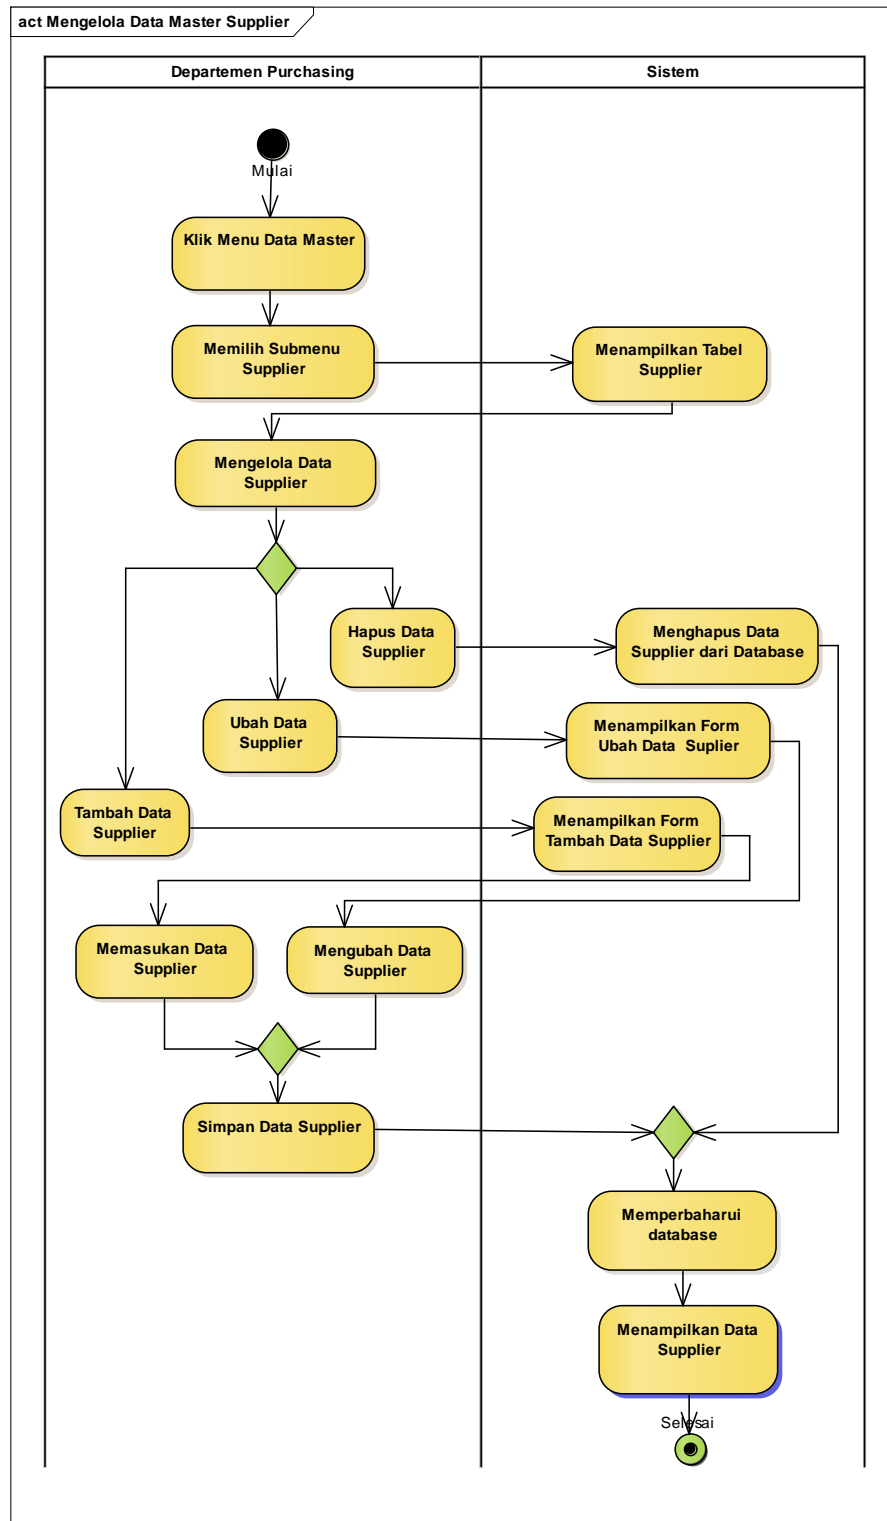 act Mengelola Data Master Supplier
Departemen Purchasing
Sistem
Mulai
Klik Menu Data Master
Memilih Submenu
Supplier
Menampilkan Tabel
Supplier
Mengelola Data
Supplier
Hapus Data
Supplier
Menghapus Data
Supplier dari Database
Ubah Data
Supplier
Menampilkan Form
Ubah Data  Suplier
Tambah Data
Supplier
Menampilkan Form
Tambah Data Supplier
Memasukan Data
Supplier
Mengubah Data
Supplier
Simpan Data Supplier
Memperbaharui
database
Menampilkan Data
Supplier
Selesai